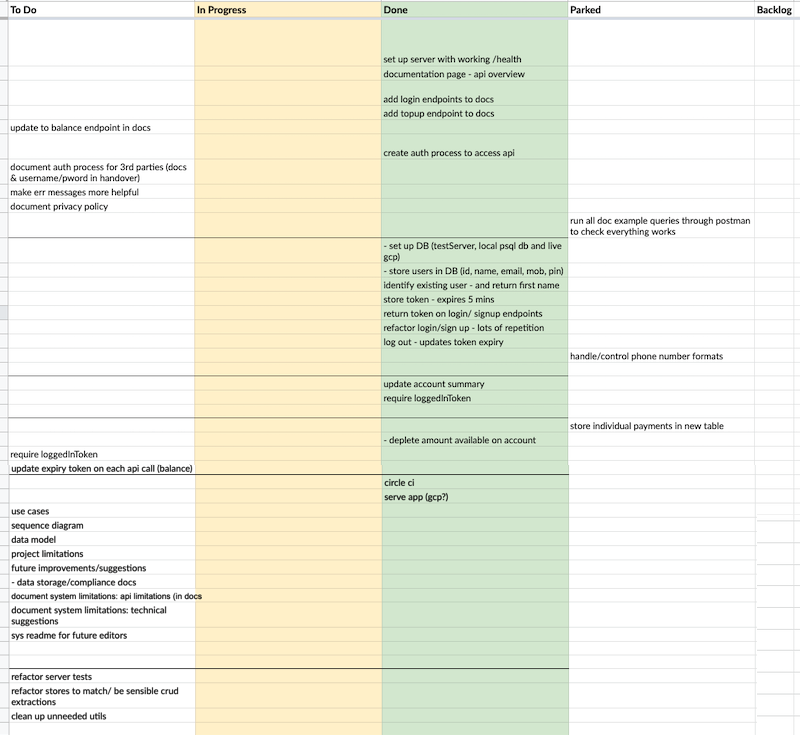 To Do
In Progress
Done
Parked
Backlog
set up server with working /health
documentation page - api overview
add login endpoints to docs
add topup endpoint to docs
update to balance endpoint in docs
create auth process to access api
document auth process for 3rd parties (docs
& username/pword in handover)
make err messages more helpful
document privacy policy
run all doc example queries through postman
to check everything works
- set up DB (testServer, local psql db and live
gcp)
- store users in DB (id, name, email, mob, pin)
identify existing user - and return first name
store token - expires 5 mins
return token on login/ signup endpoints
refactor login/sign up - lots of repetition
log out - updates token expiry
handle/control phone number formats
update account summary
require loggedInToken
store individual payments in new table
- deplete amount available on account
require loggedInToken
update expiry token on each api call (balance)
circle ci
serve app (gcp?)
use cases
sequence diagram
data model
project limitations
future improvements/suggestions
- data storage/compliance docs
document system limitations: api limitations (in docs
document system limitations: technical
suggestions
sys readme for future editors
refactor server tests
refactor stores to match/ be sensible crud
extractions
clean up unneeded utils